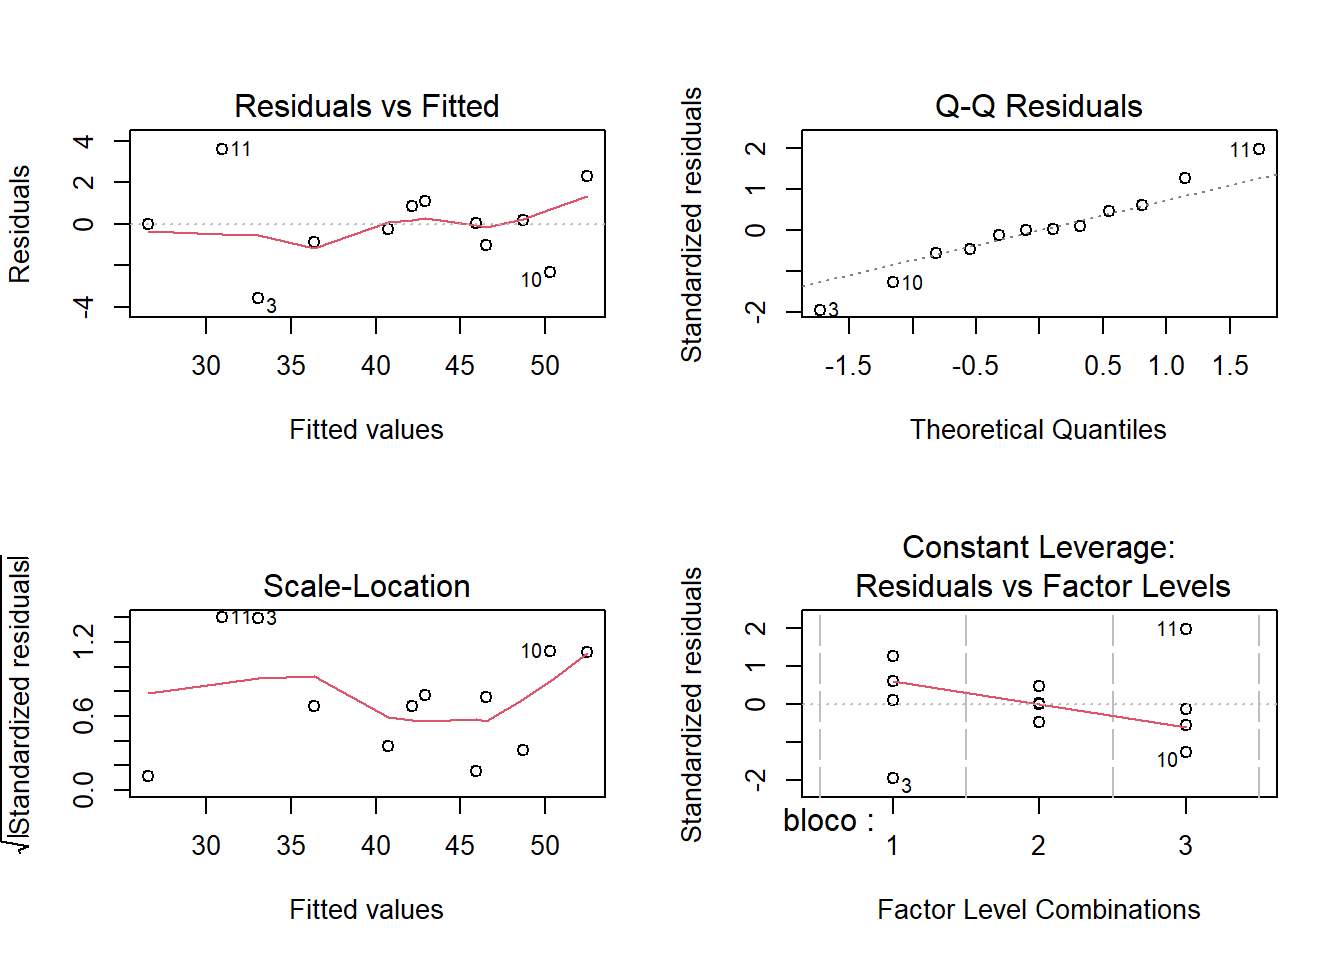 Residuals vs Fitted
Residuals
4
2
0
-4
11
3
10
30 35 40 45 50
Fitted values
Q-Q Residuals
Standardized residuals
2
1
0
-2
11
10
3
-1.5 -0.5 0.5 1.0 1.5
Theoretical Quantiles
Scale-Location
√|Standardized residuals|
1.2
0.6
0.0
11
3
10
30 35 40 45 50
Fitted values
Constant Leverage:
Residuals vs Factor Levels
Standardized residuals
2
1
0
-2
11
10
3
bloco :
1 2 3
Factor Level Combinations